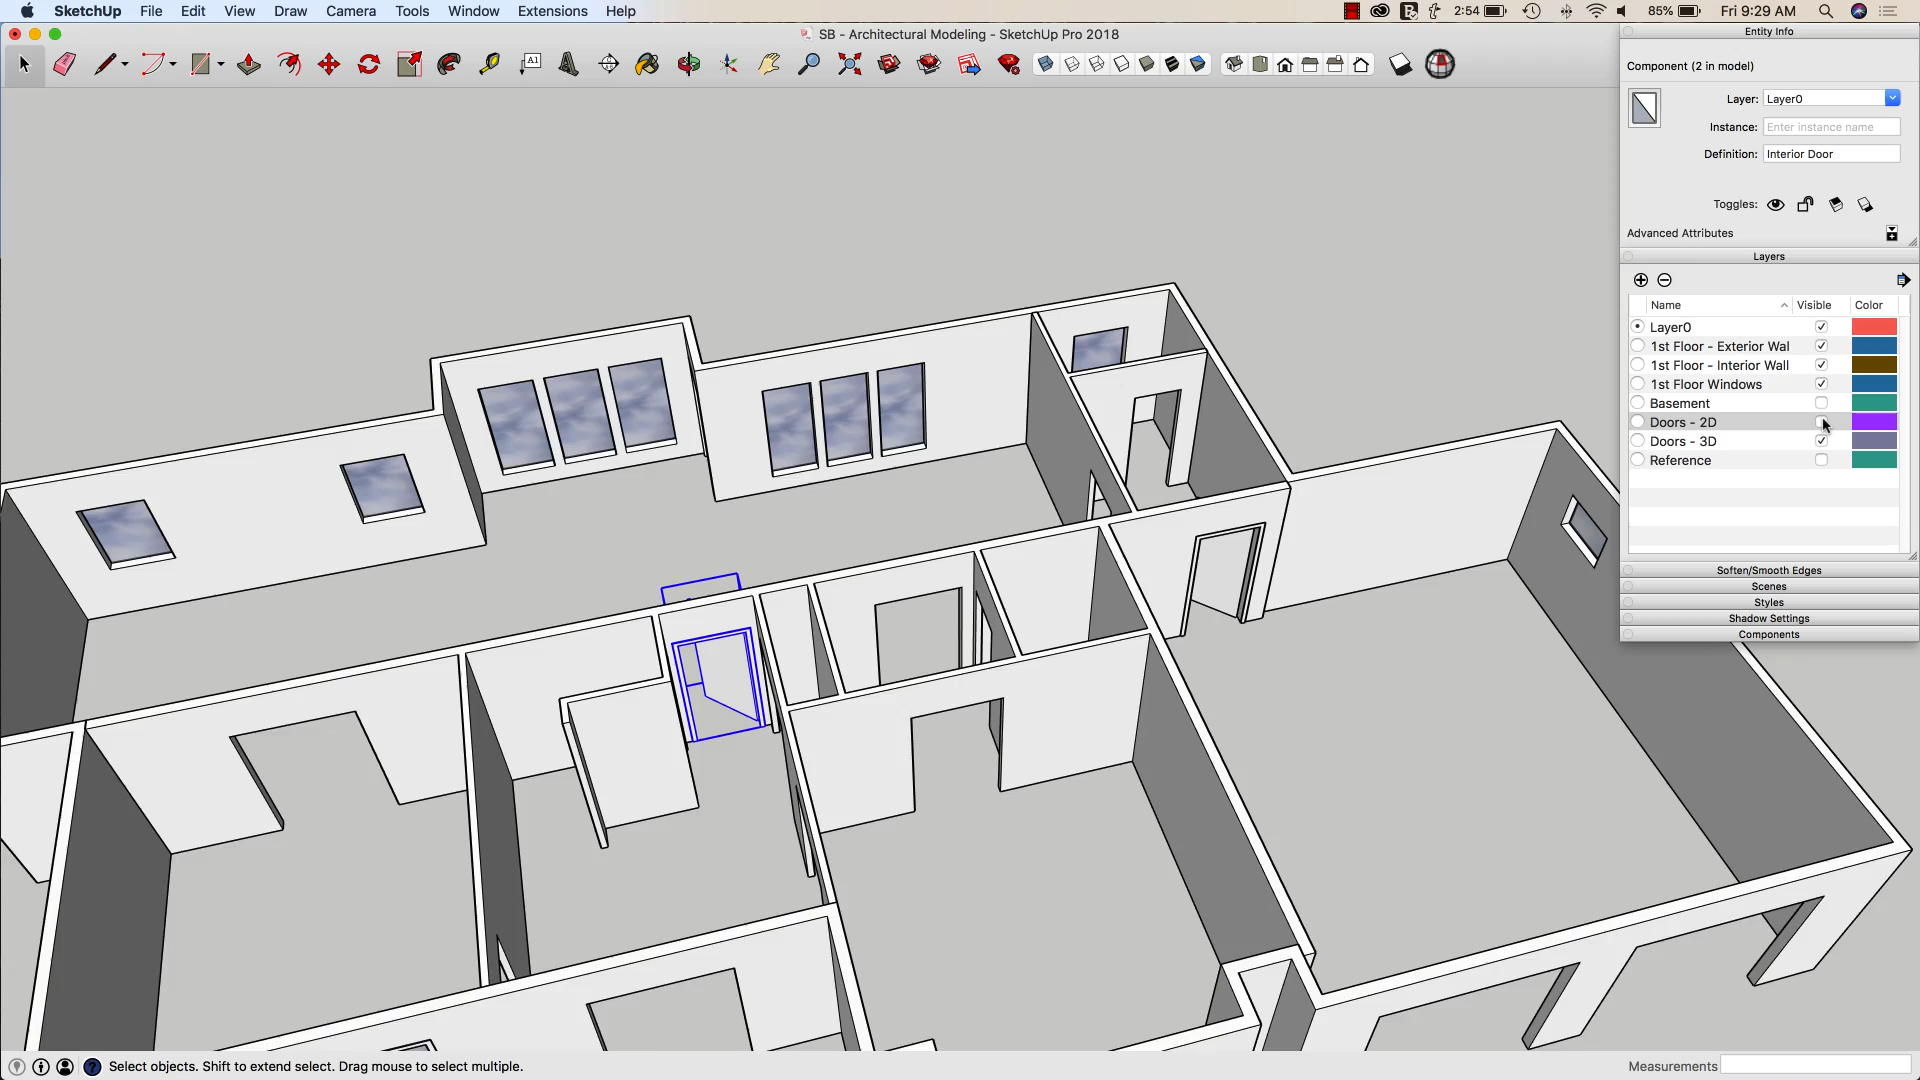 SketchUp File Edit View Draw Camera Tools Window Extensions Help 2:54 85% Fri 9:29 AM
SB - Architectural Modeling - SketchUp Pro 2018
A1
Entity Info
Component (2 in model)
Layer: Layer0
Instance: Enter instance name
Definition: Interior Door
Toggles:
Advanced Attributes
Layers
Name Visible Color
Layer0
1st Floor - Exterior Wal
1st Floor - Interior Wall
1st Floor Windows
Basement
Doors - 2D
Doors - 3D
Reference
Soften/Smooth Edges
Scenes
Styles
Shadow Settings
Components
Select objects. Shift to extend select. Drag mouse to select multiple.
Measurements